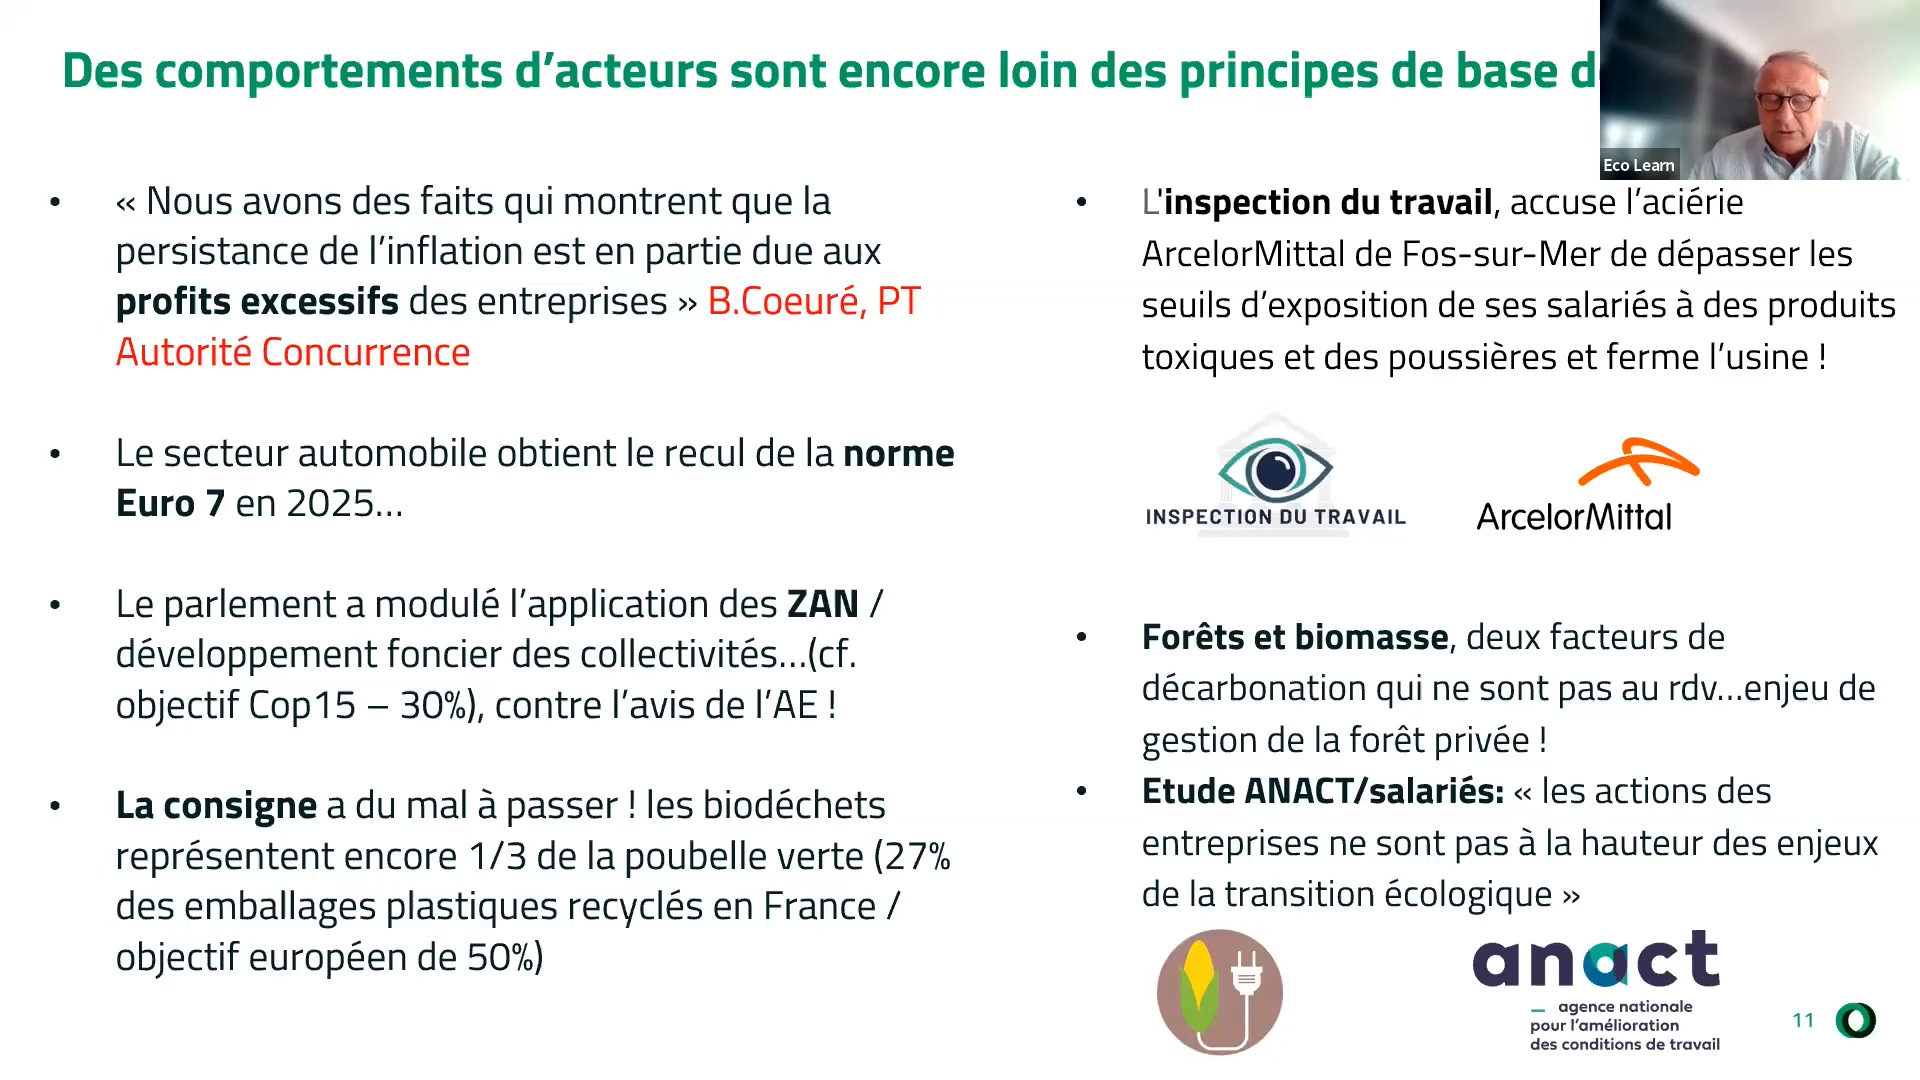 Des comportements d’acteurs sont encore loin des principes de base d
Eco Learn
• « Nous avons des faits qui montrent que la
persistance de l’inflation est en partie due aux
profits excessifs des entreprises » B.Coeuré, PT
Autorité Concurrence
• Le secteur automobile obtient le recul de la norme
Euro 7 en 2025…
• Le parlement a modulé l’application des ZAN /
développement foncier des collectivités…(cf.
objectif Cop15 – 30%), contre l’avis de l’AE !
• La consigne a du mal à passer ! les biodéchets
représentent encore 1/3 de la poubelle verte (27%
des emballages plastiques recyclés en France /
objectif européen de 50%)
• L'inspection du travail, accuse l’aciérie
ArcelorMittal de Fos-sur-Mer de dépasser les
seuils d’exposition de ses salariés à des produits
toxiques et des poussières et ferme l’usine !
INSPECTION DU TRAVAIL
ArcelorMittal
• Forêts et biomasse, deux facteurs de
décarbonation qui ne sont pas au rdv…enjeu de
gestion de la forêt privée !
• Etude ANACT/salariés: « les actions des
entreprises ne sont pas à la hauteur des enjeux
de la transition écologique »
anact
agence nationale
pour l’amélioration
des conditions de travail
11